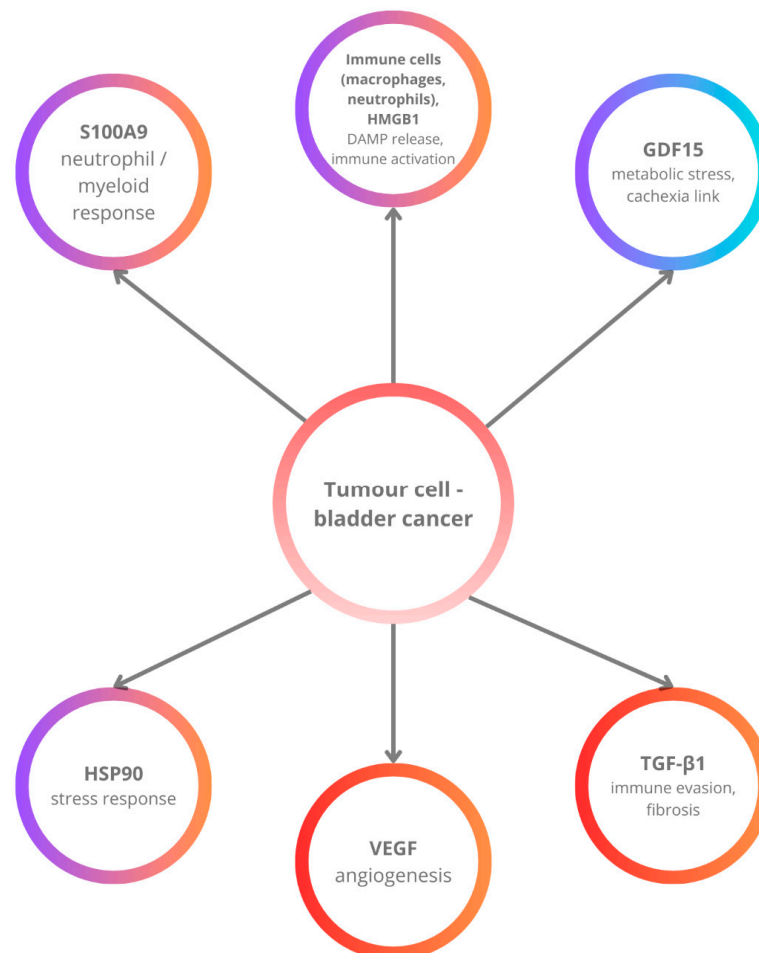 Immune cells
(macrophages,
neutrophils),
HMGB1
DAMP release,
immune activation
S100A9
neutrophil /
myeloid
response
GDF15
metabolic stress,
cachexia link
Tumour cell -
bladder cancer
HSP90
stress response
VEGF
angiogenesis
TGF-β1
immune evasion,
fibrosis